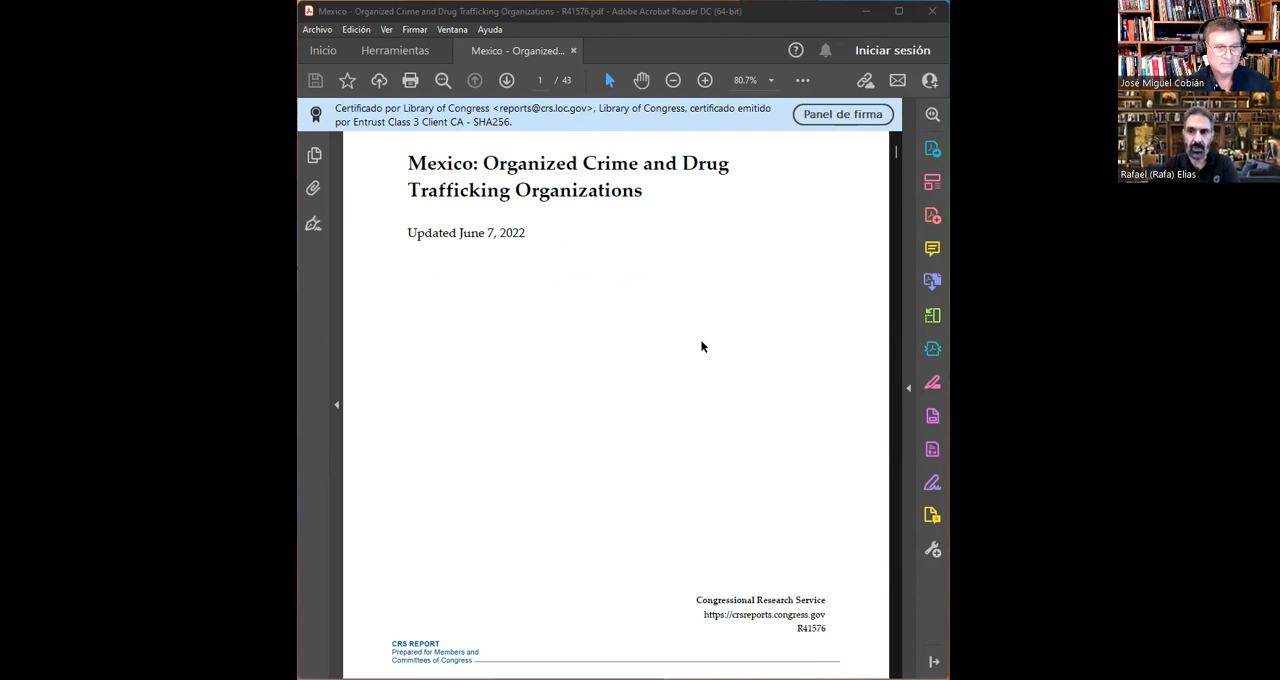 Mexico - Organized Crime and Drug Trafficking Organizations - R41576.pdf - Adobe Acrobat Reader DC (64-bit)
Archivo Edición Ver Firmar Ventana Ayuda
Inicio Herramientas Mexico - Organized... × Iniciar sesión
1 / 43 80.7%
Certificado por Library of Congress <reports@crs.loc.gov>, Library of Congress, certificado emitido
por Entrust Class 3 Client CA - SHA256.
Panel de firma
Mexico: Organized Crime and Drug
Trafficking Organizations
Updated June 7, 2022
Congressional Research Service
https://crsreports.congress.gov
R41576
CRS REPORT
Prepared for Members and
Committees of Congress
José Miguel Cobián
Rafael (Rafa) Elias